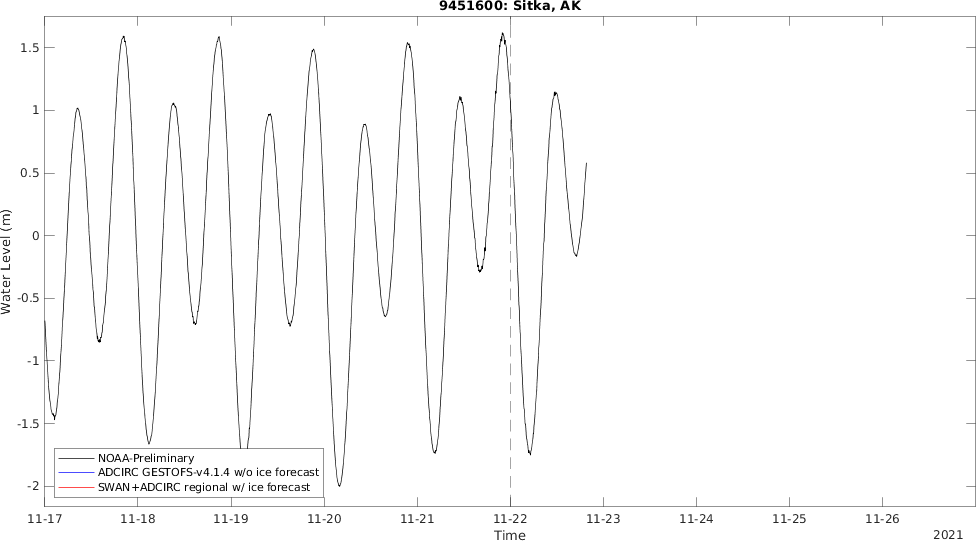 9451600: Sitka, AK
1.5
1
0.5
0
-0.5
-1
-1.5
-2
Water Level (m)
NOAA-Preliminary
ADCIRC GESTOFS-v4.1.4 w/o ice forecast
SWAN+ADCIRC regional w/ ice forecast
11-17 11-18 11-19 11-20 11-21 11-22 11-23 11-24 11-25 11-26
Time
2021